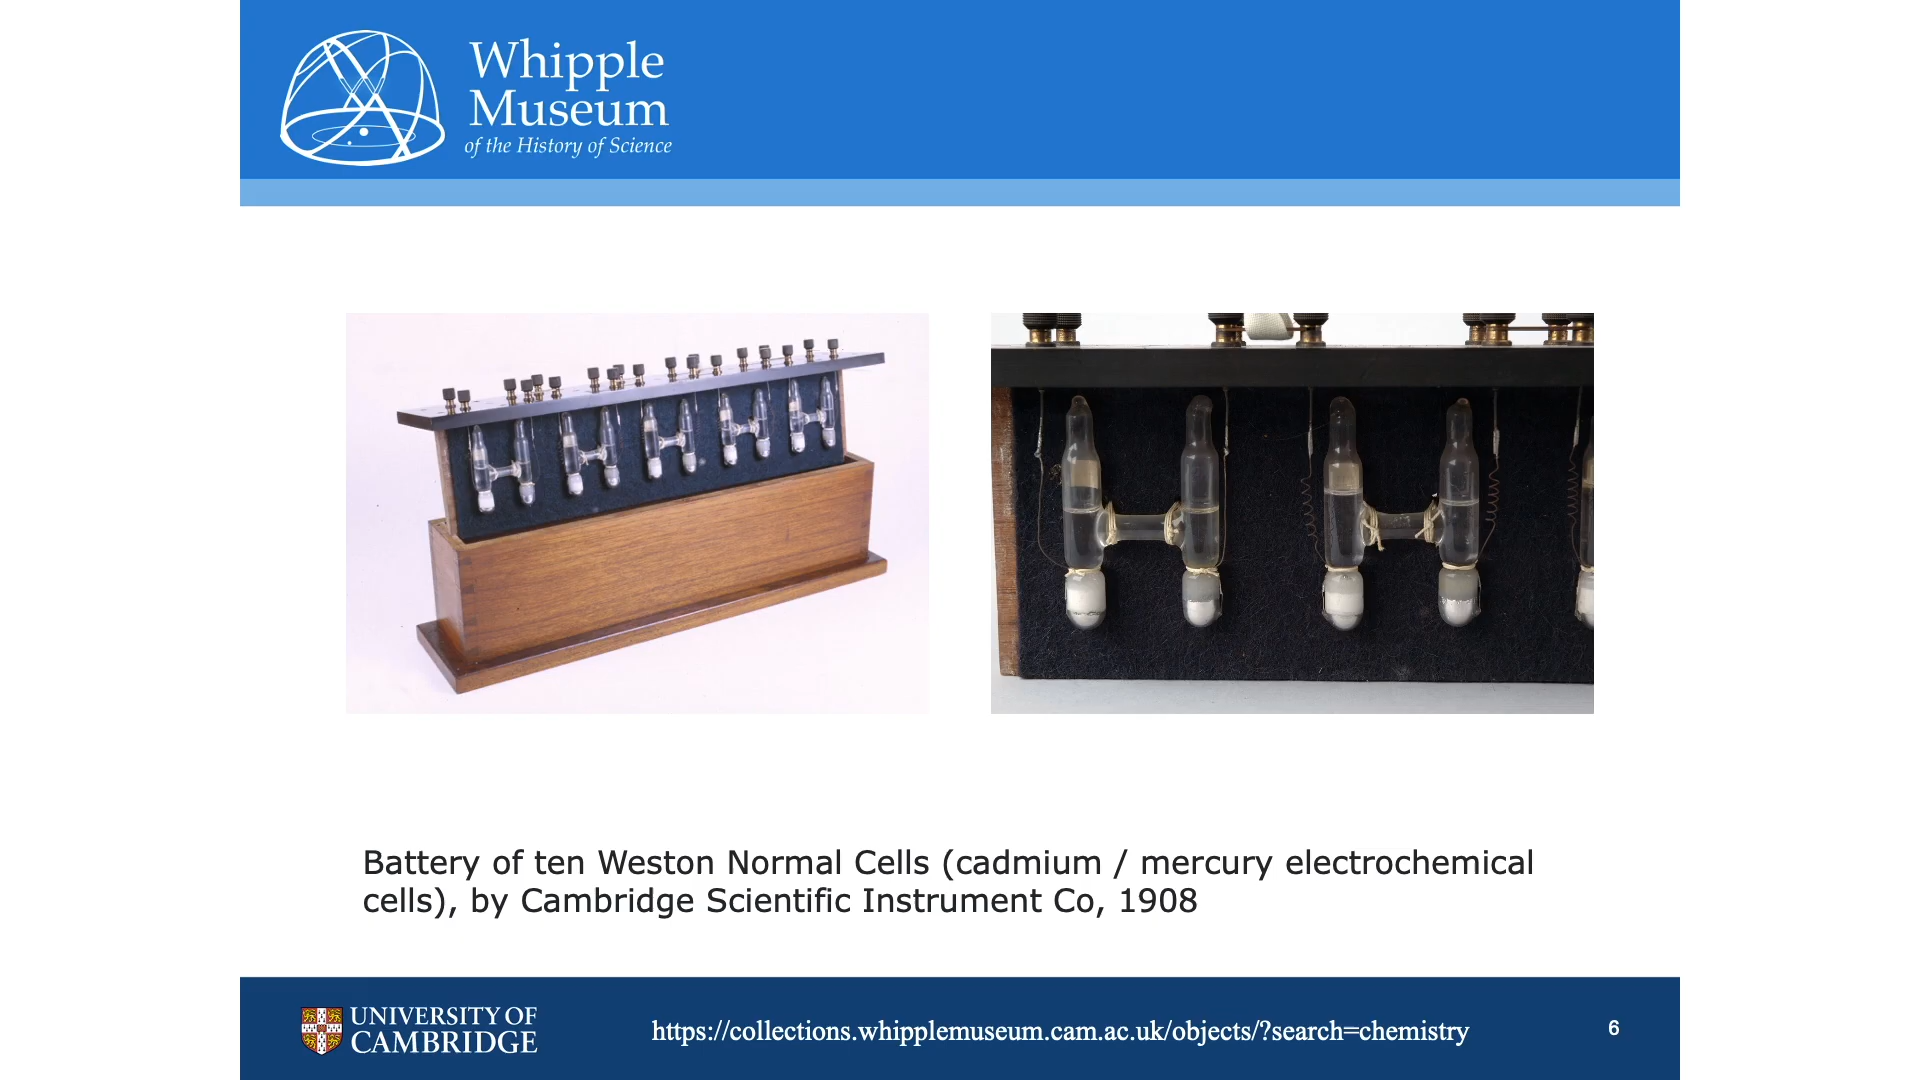 Whipple
Museum
of the History of Science
Battery of ten Weston Normal Cells (cadmium / mercury electrochemical
cells), by Cambridge Scientific Instrument Co, 1908
UNIVERSITY OF
CAMBRIDGE
https://collections.whipplemuseum.cam.ac.uk/objects/?search=chemistry
6